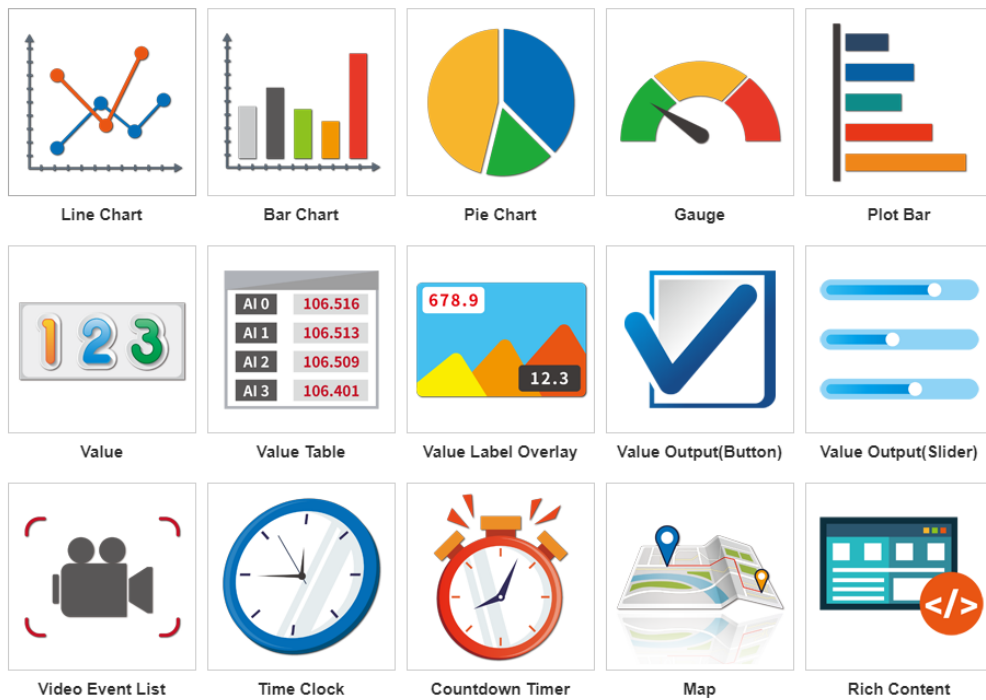 Line Chart
Bar Chart
Pie Chart
Gauge
Plot Bar
123
AI 0 106.516
AI 1 106.513
AI 2 106.509
AI 3 106.401
678.9
12.3
Value
Value Table
Value Label Overlay
Value Output(Button)
Value Output(Slider)
</>
Video Event List
Time Clock
Countdown Timer
Map
Rich Content